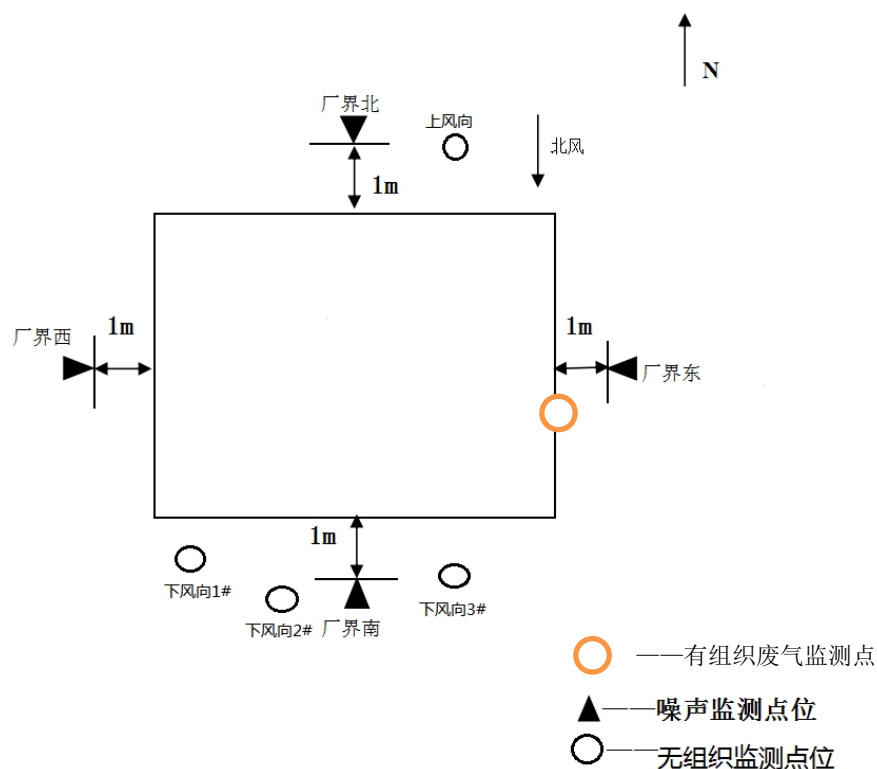 N
厂界北
上风向
北风
1m
厂界西
1m
1m
厂界东
1m
下风向1#
下风向2#
厂界南
下风向3#
——有组织废气监测点
——噪声监测点位
——无组织监测点位